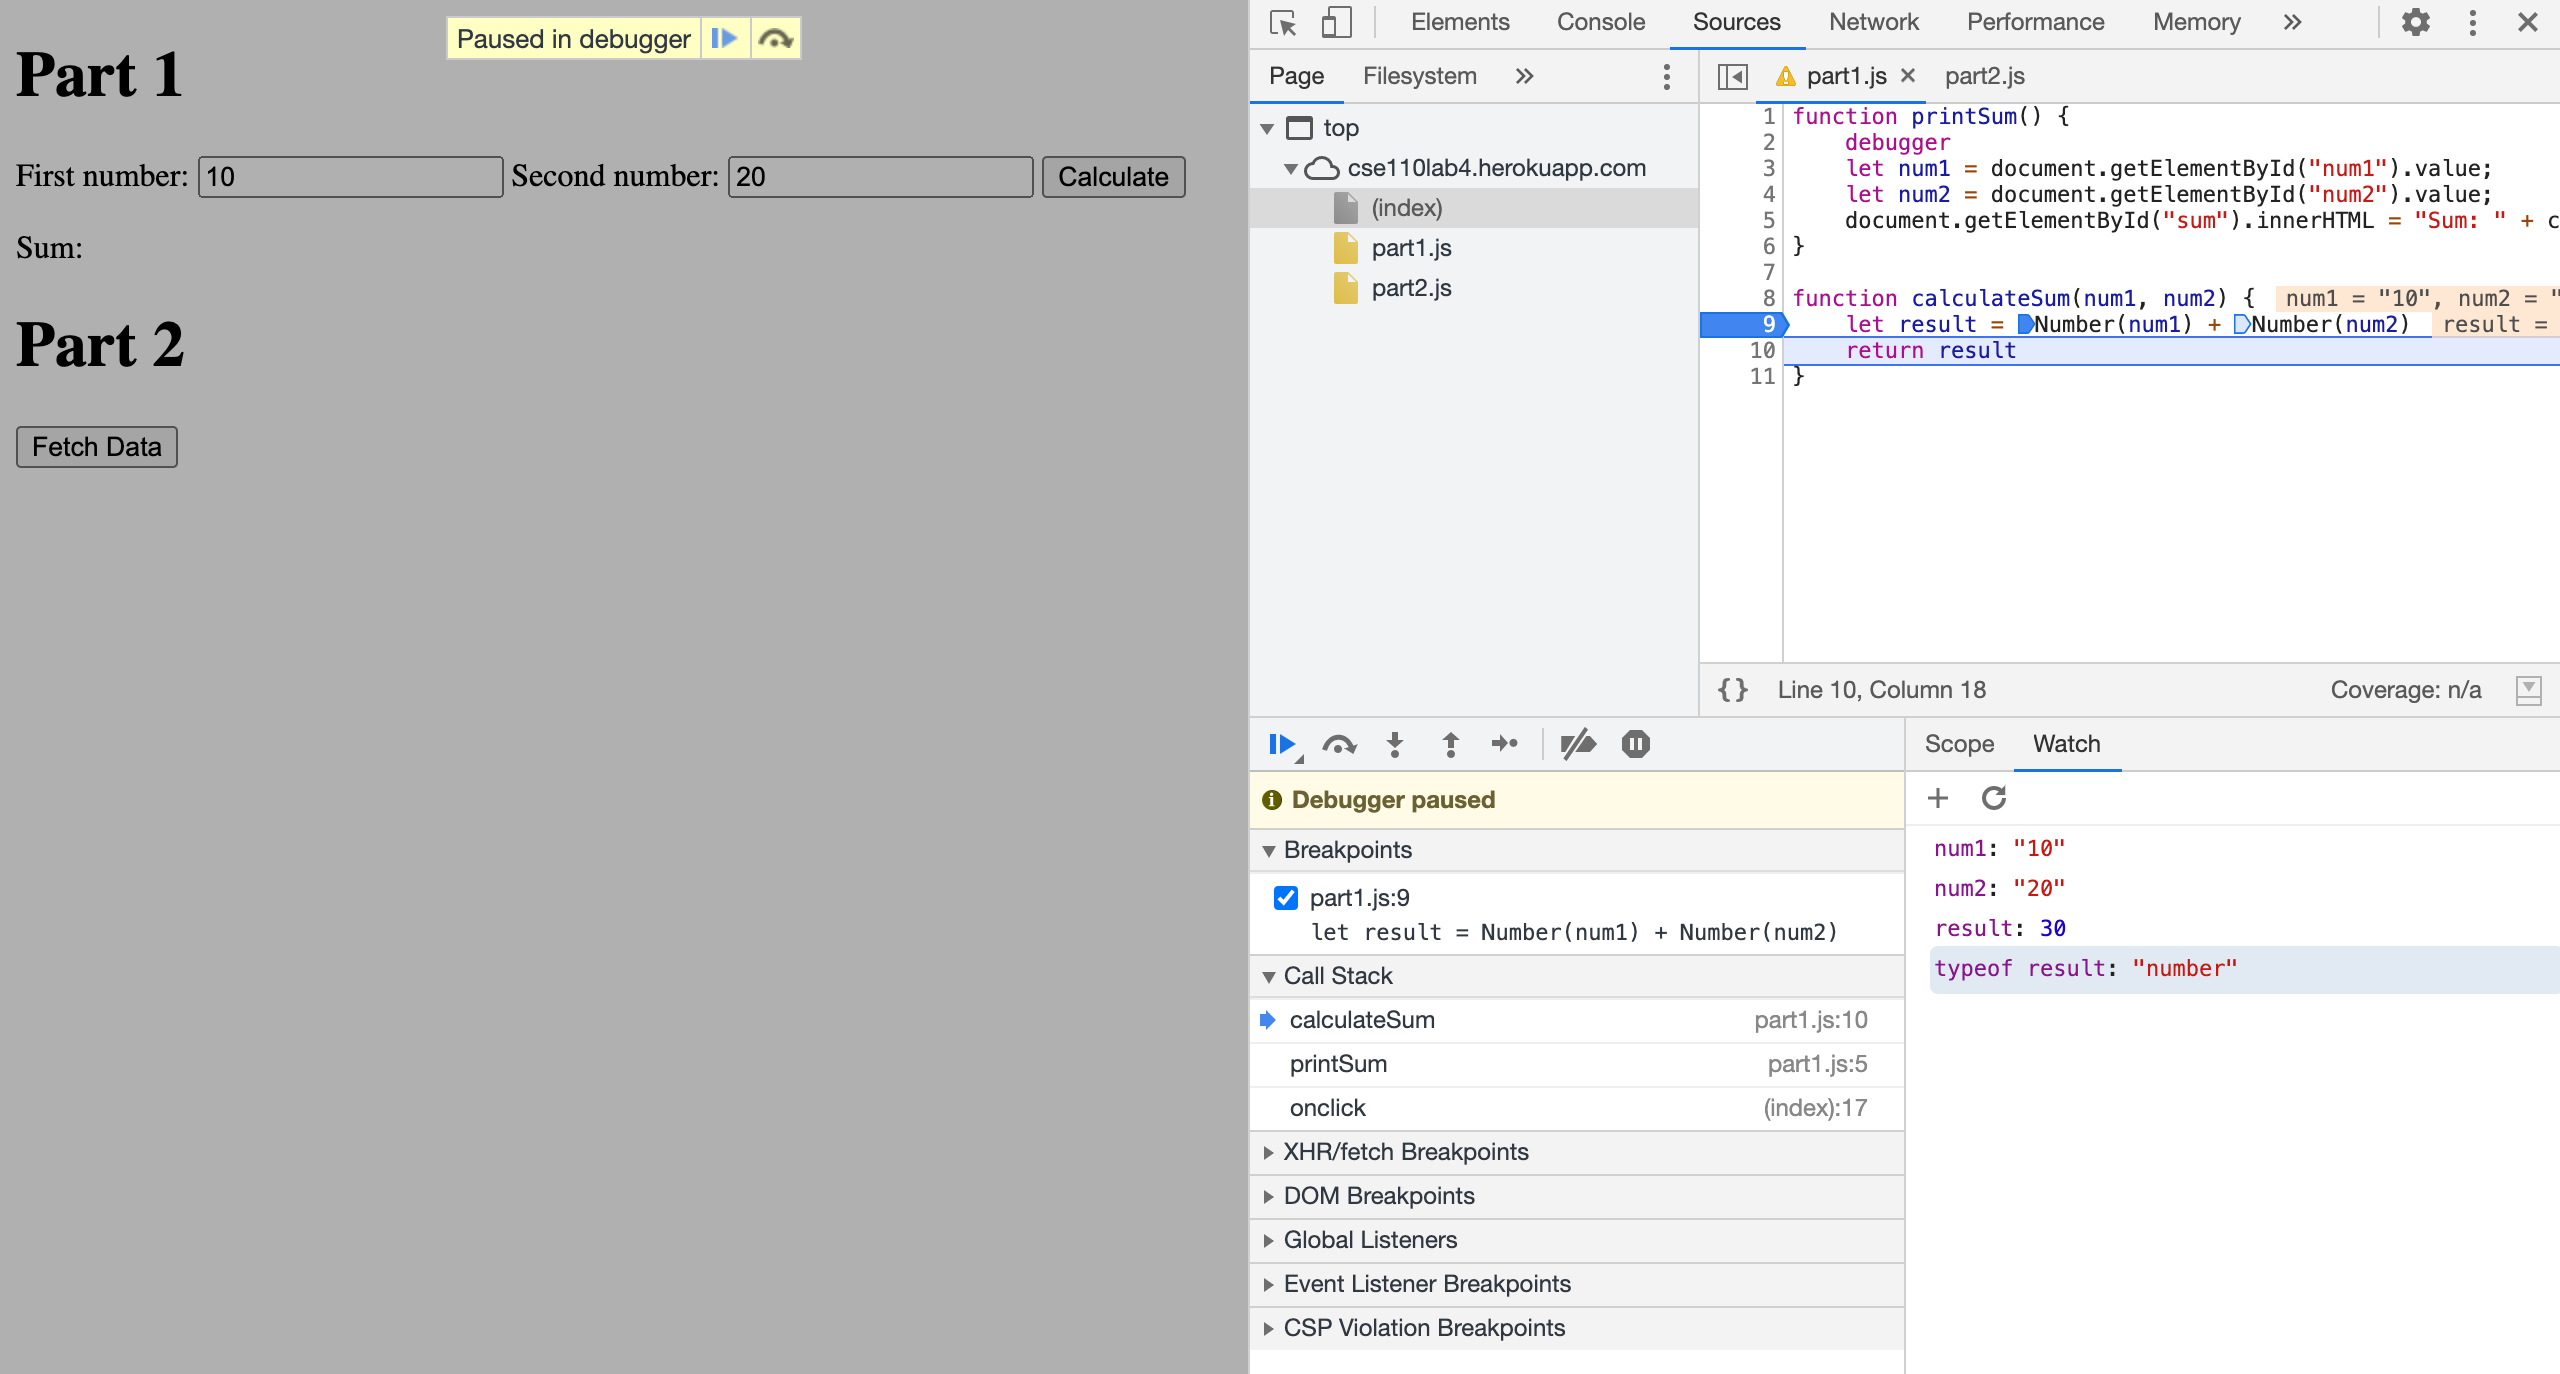 Paused in debugger
Part 1
First number: 10 Second number: 20 Calculate
Sum:
Part 2
Fetch Data
Elements Console Sources Network Performance Memory »
Page Filesystem »
top
cse110lab4.herokuapp.com
(index)
part1.js
part2.js
part1.js × part2.js
1 function printSum() {
2 debugger
3 let num1 = document.getElementById("num1").value;
4 let num2 = document.getElementById("num2").value;
5 document.getElementById("sum").innerHTML = "Sum: " + c
6 }
7
8 function calculateSum(num1, num2) { num1 = "10", num2 = "
9 let result = Number(num1) + Number(num2) result =
10 return result
11 }
{} Line 10, Column 18 Coverage: n/a
Debugger paused
Breakpoints
part1.js:9
let result = Number(num1) + Number(num2)
Call Stack
calculateSum part1.js:10
printSum part1.js:5
onclick (index):17
XHR/fetch Breakpoints
DOM Breakpoints
Global Listeners
Event Listener Breakpoints
CSP Violation Breakpoints
Scope Watch
num1: "10"
num2: "20"
result: 30
typeof result: "number"